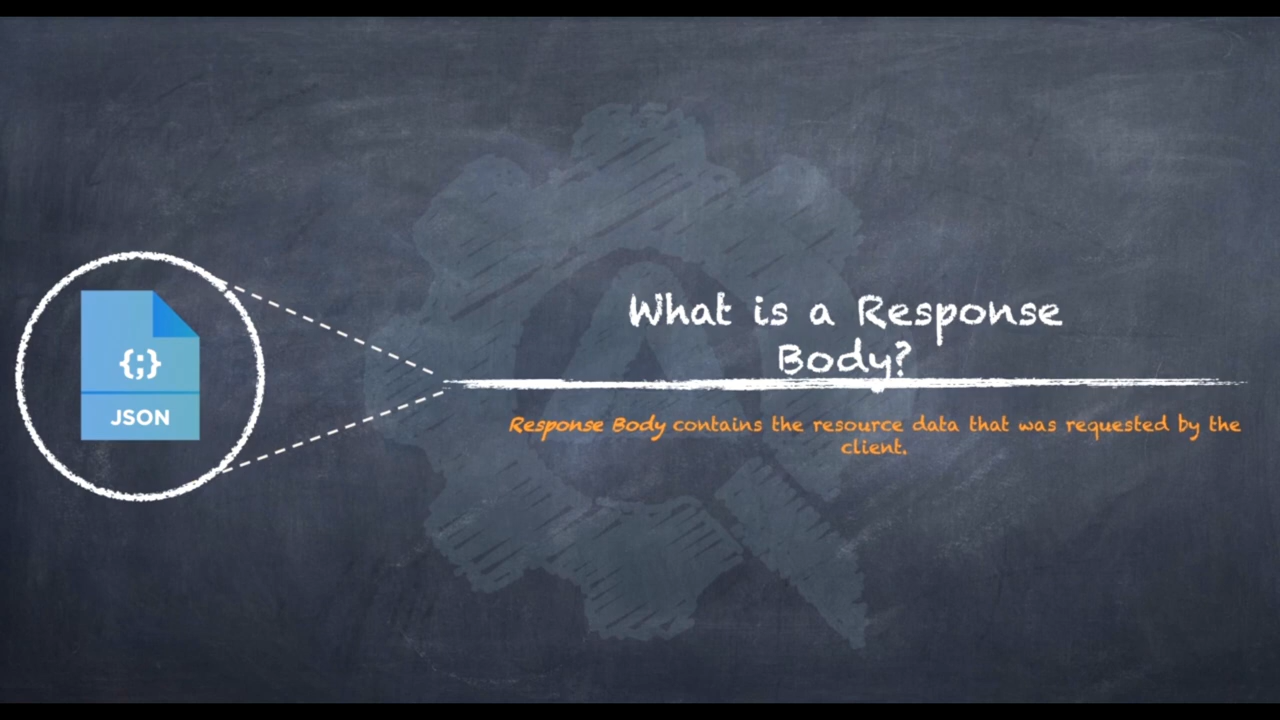 What is a Response
Body?
Response Body contains the resource data that was requested by the
client.
{;}
JSON